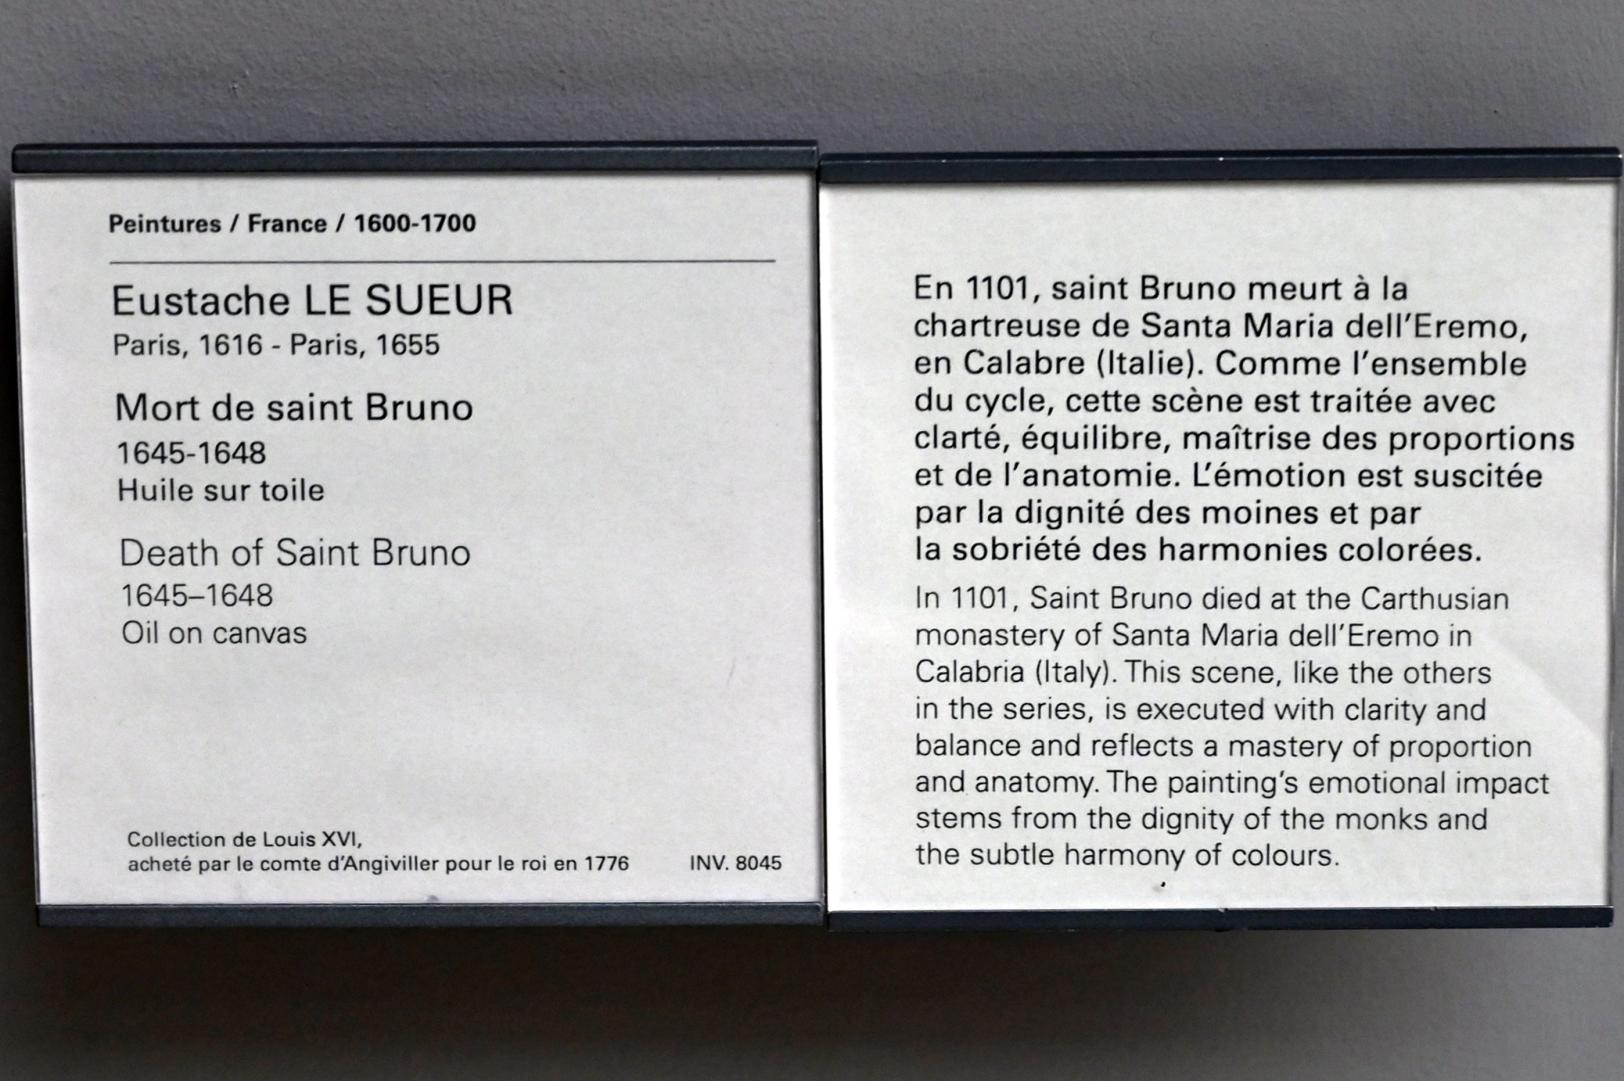 Peintures / France / 1600-1700
Eustache LE SUEUR
Paris, 1616 - Paris, 1655
Mort de saint Bruno
1645-1648
Huile sur toile
Death of Saint Bruno
1645–1648
Oil on canvas
Collection de Louis XVI,
acheté par le comte d'Angiviller pour le roi en 1776 INV. 8045
En 1101, saint Bruno meurt à la
chartreuse de Santa Maria dell'Eremo,
en Calabre (Italie). Comme l'ensemble
du cycle, cette scène est traitée avec
clarté, équilibre, maîtrise des proportions
et de l'anatomie. L'émotion est suscitée
par la dignité des moines et par
la sobriété des harmonies colorées.
In 1101, Saint Bruno died at the Carthusian
monastery of Santa Maria dell'Eremo in
Calabria (Italy). This scene, like the others
in the series, is executed with clarity and
balance and reflects a mastery of proportion
and anatomy. The painting's emotional impact
stems from the dignity of the monks and
the subtle harmony of colours.